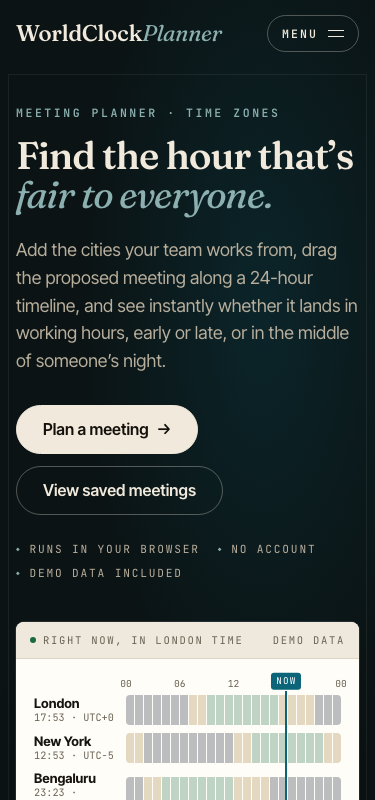 WorldClockPlanner
MENU
MEETING PLANNER · TIME ZONES
Find the hour that’s
fair to everyone.
Add the cities your team works from, drag
the proposed meeting along a 24-hour
timeline, and see instantly whether it lands in
working hours, early or late, or in the middle
of someone’s night.
Plan a meeting →
View saved meetings
RUNS IN YOUR BROWSER
NO ACCOUNT
DEMO DATA INCLUDED
RIGHT NOW, IN LONDON TIME
DEMO DATA
00 06 12 NOW 00
London
17:53 · UTC+0
New York
12:53 · UTC-5
Bengaluru
23:23 ·